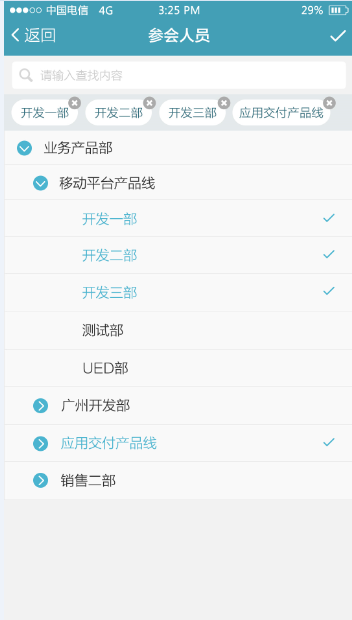 中国电信 4G 3:25 PM 29%
返回 参会人员
请输入查找内容
开发一部 开发二部 开发三部 应用交付产品线
业务产品部
移动平台产品线
开发一部
开发二部
开发三部
测试部
UED部
广州开发部
应用交付产品线
销售二部